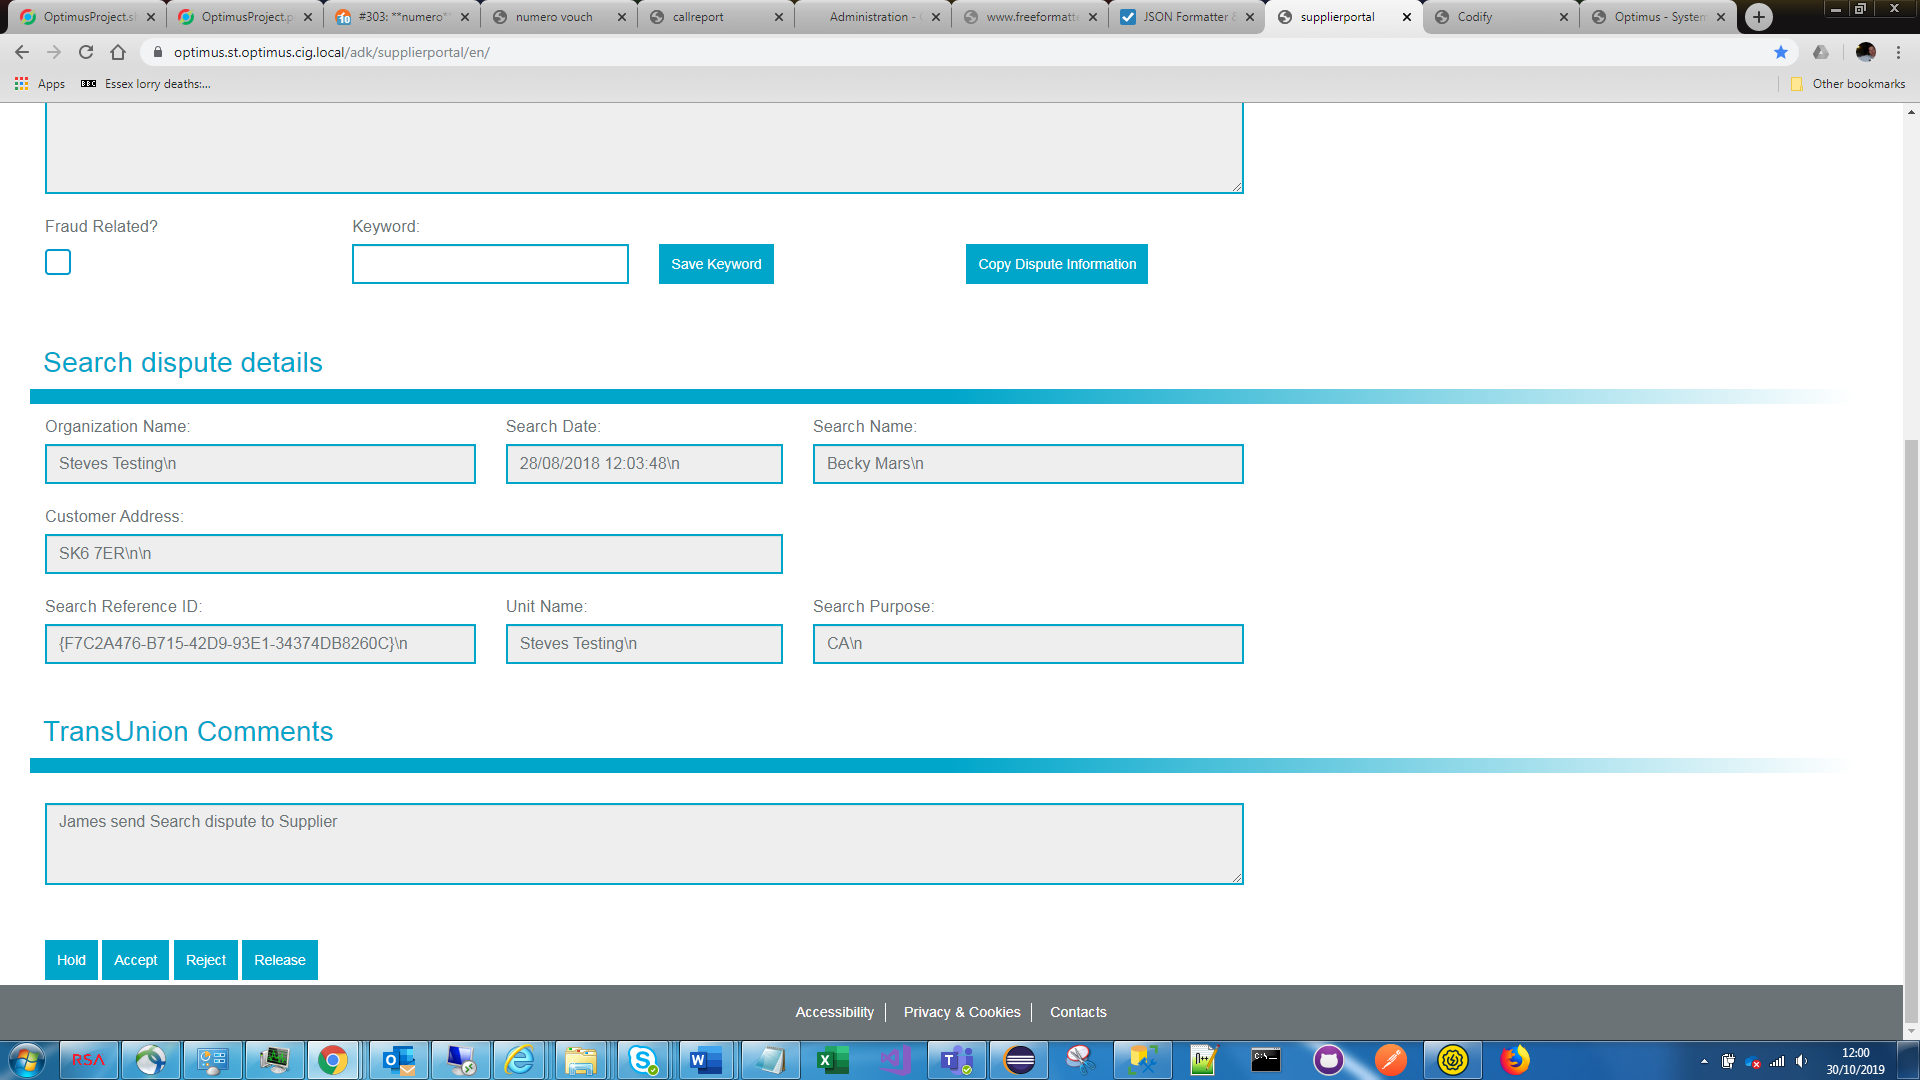 OptimusProject.s
OptimusProject.p
#303: **numero*
numero vouch
callreport
Administration -
www.freeformatte
JSON Formatter &
supplierportal
Codify
Optimus - System
optimus.st.optimus.cig.local/adk/supplierportal/en/
Apps
BBC Essex lorry deaths:...
Other bookmarks
Fraud Related?
Keyword:
Save Keyword
Copy Dispute Information
Search dispute details
Organization Name:
Search Date:
Search Name:
Steves Testing\n
28/08/2018 12:03:48\n
Becky Mars\n
Customer Address:
SK6 7ER\n\n
Search Reference ID:
Unit Name:
Search Purpose:
{F7C2A476-B715-42D9-93E1-34374DB8260C}\n
Steves Testing\n
CA\n
TransUnion Comments
James send Search dispute to Supplier
Hold
Accept
Reject
Release
Accessibility
Privacy & Cookies
Contacts
RSA
12:00
30/10/2019